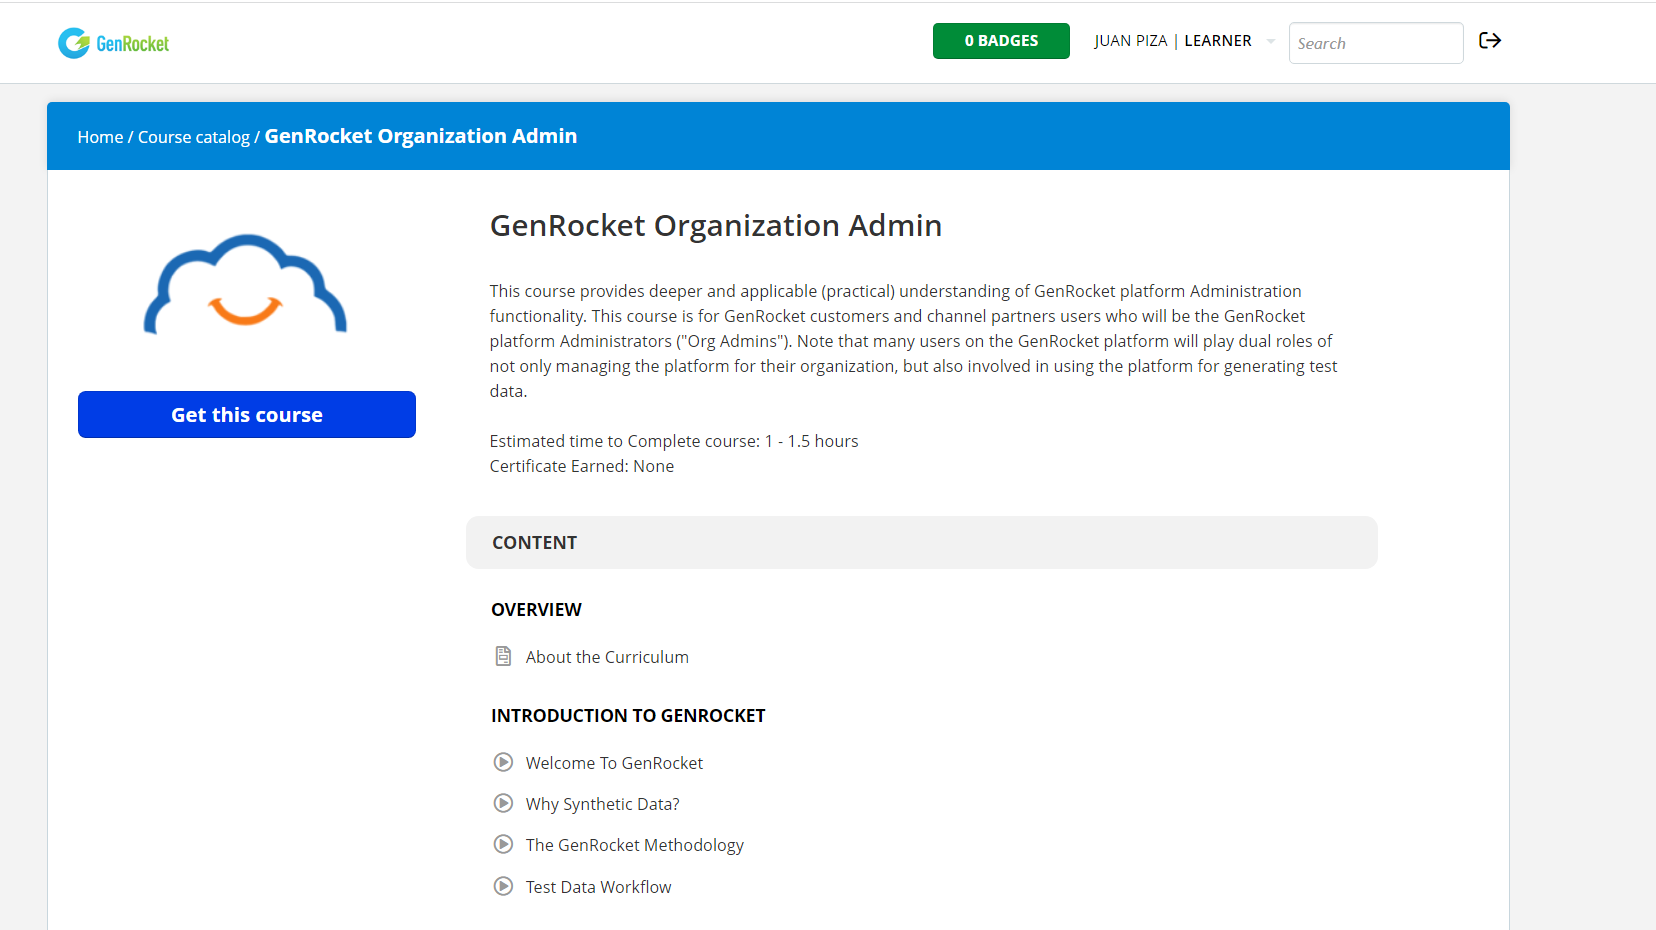 GenRocket
0 BADGES
JUAN PIZA | LEARNER
Search
Home / Course catalog / GenRocket Organization Admin
GenRocket Organization Admin
This course provides deeper and applicable (practical) understanding of GenRocket platform Administration
functionality. This course is for GenRocket customers and channel partners users who will be the GenRocket
platform Administrators ("Org Admins"). Note that many users on the GenRocket platform will play dual roles of
not only managing the platform for their organization, but also involved in using the platform for generating test
data.
Get this course
Estimated time to Complete course: 1 - 1.5 hours
Certificate Earned: None
CONTENT
OVERVIEW
About the Curriculum
INTRODUCTION TO GENROCKET
Welcome To GenRocket
Why Synthetic Data?
The GenRocket Methodology
Test Data Workflow